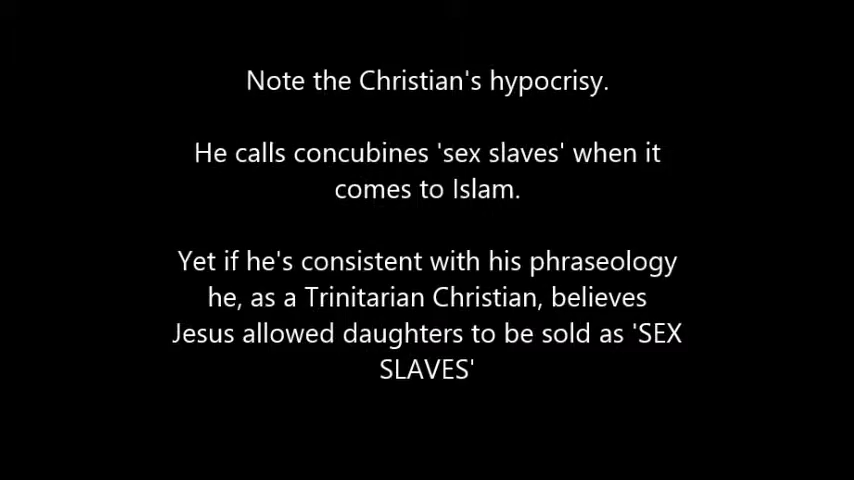 Note the Christian's hypocrisy.
He calls concubines 'sex slaves' when it
comes to Islam.
Yet if he's consistent with his phraseology
he, as a Trinitarian Christian, believes
Jesus allowed daughters to be sold as 'SEX
SLAVES'